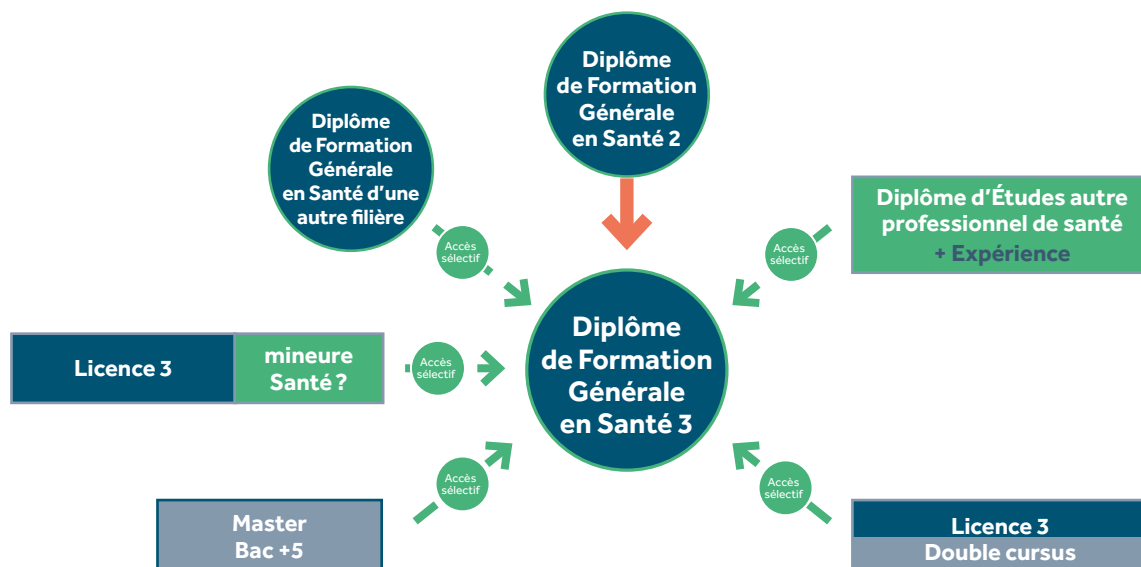 Diplôme
de Formation
Générale
en Santé 2
Diplôme
de Formation
Générale
en Santé d'une
autre filière
Diplôme d'Études autre
professionnel de santé
+ Expérience
Accès
sélectif
Accès
sélectif
Diplôme
de Formation
Générale
en Santé 3
Licence 3
mineure
Santé ?
Accès
sélectif
Accès
sélectif
Accès
sélectif
Master
Bac +5
Licence 3
Double cursus